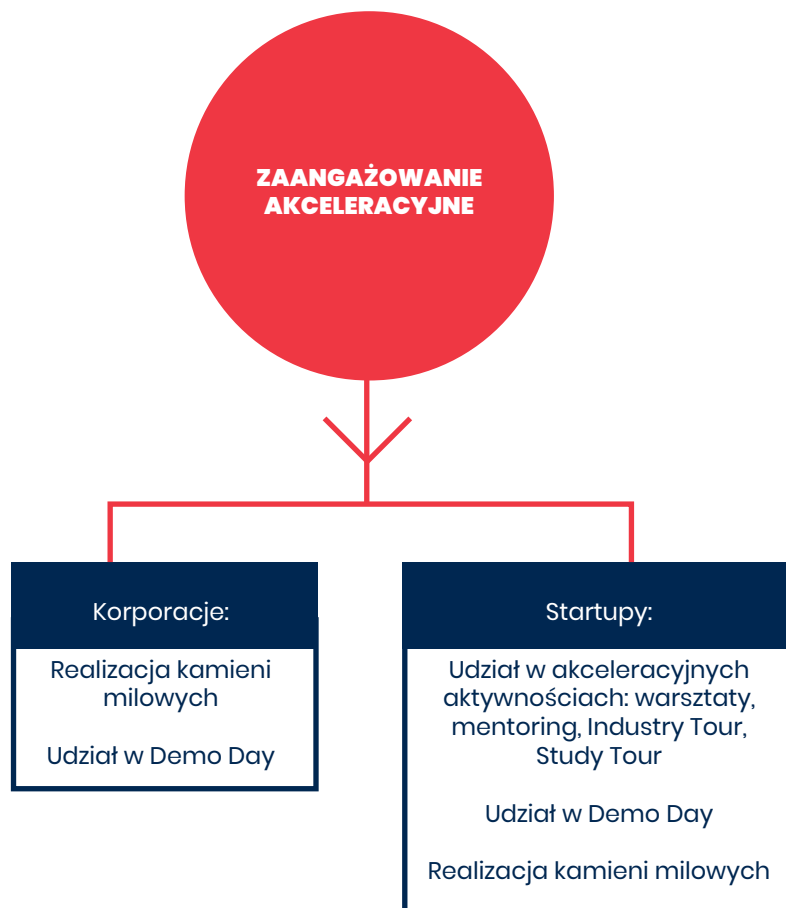 ZAANGAŻOWANIE
AKCELERACYJNE
Korporacje:
Realizacja kamieni
milowych
Udział w Demo Day
Startupy:
Udział w akceleracyjnych
aktywnościach: warsztaty,
mentoring, Industry Tour,
Study Tour
Udział w Demo Day
Realizacja kamieni milowych